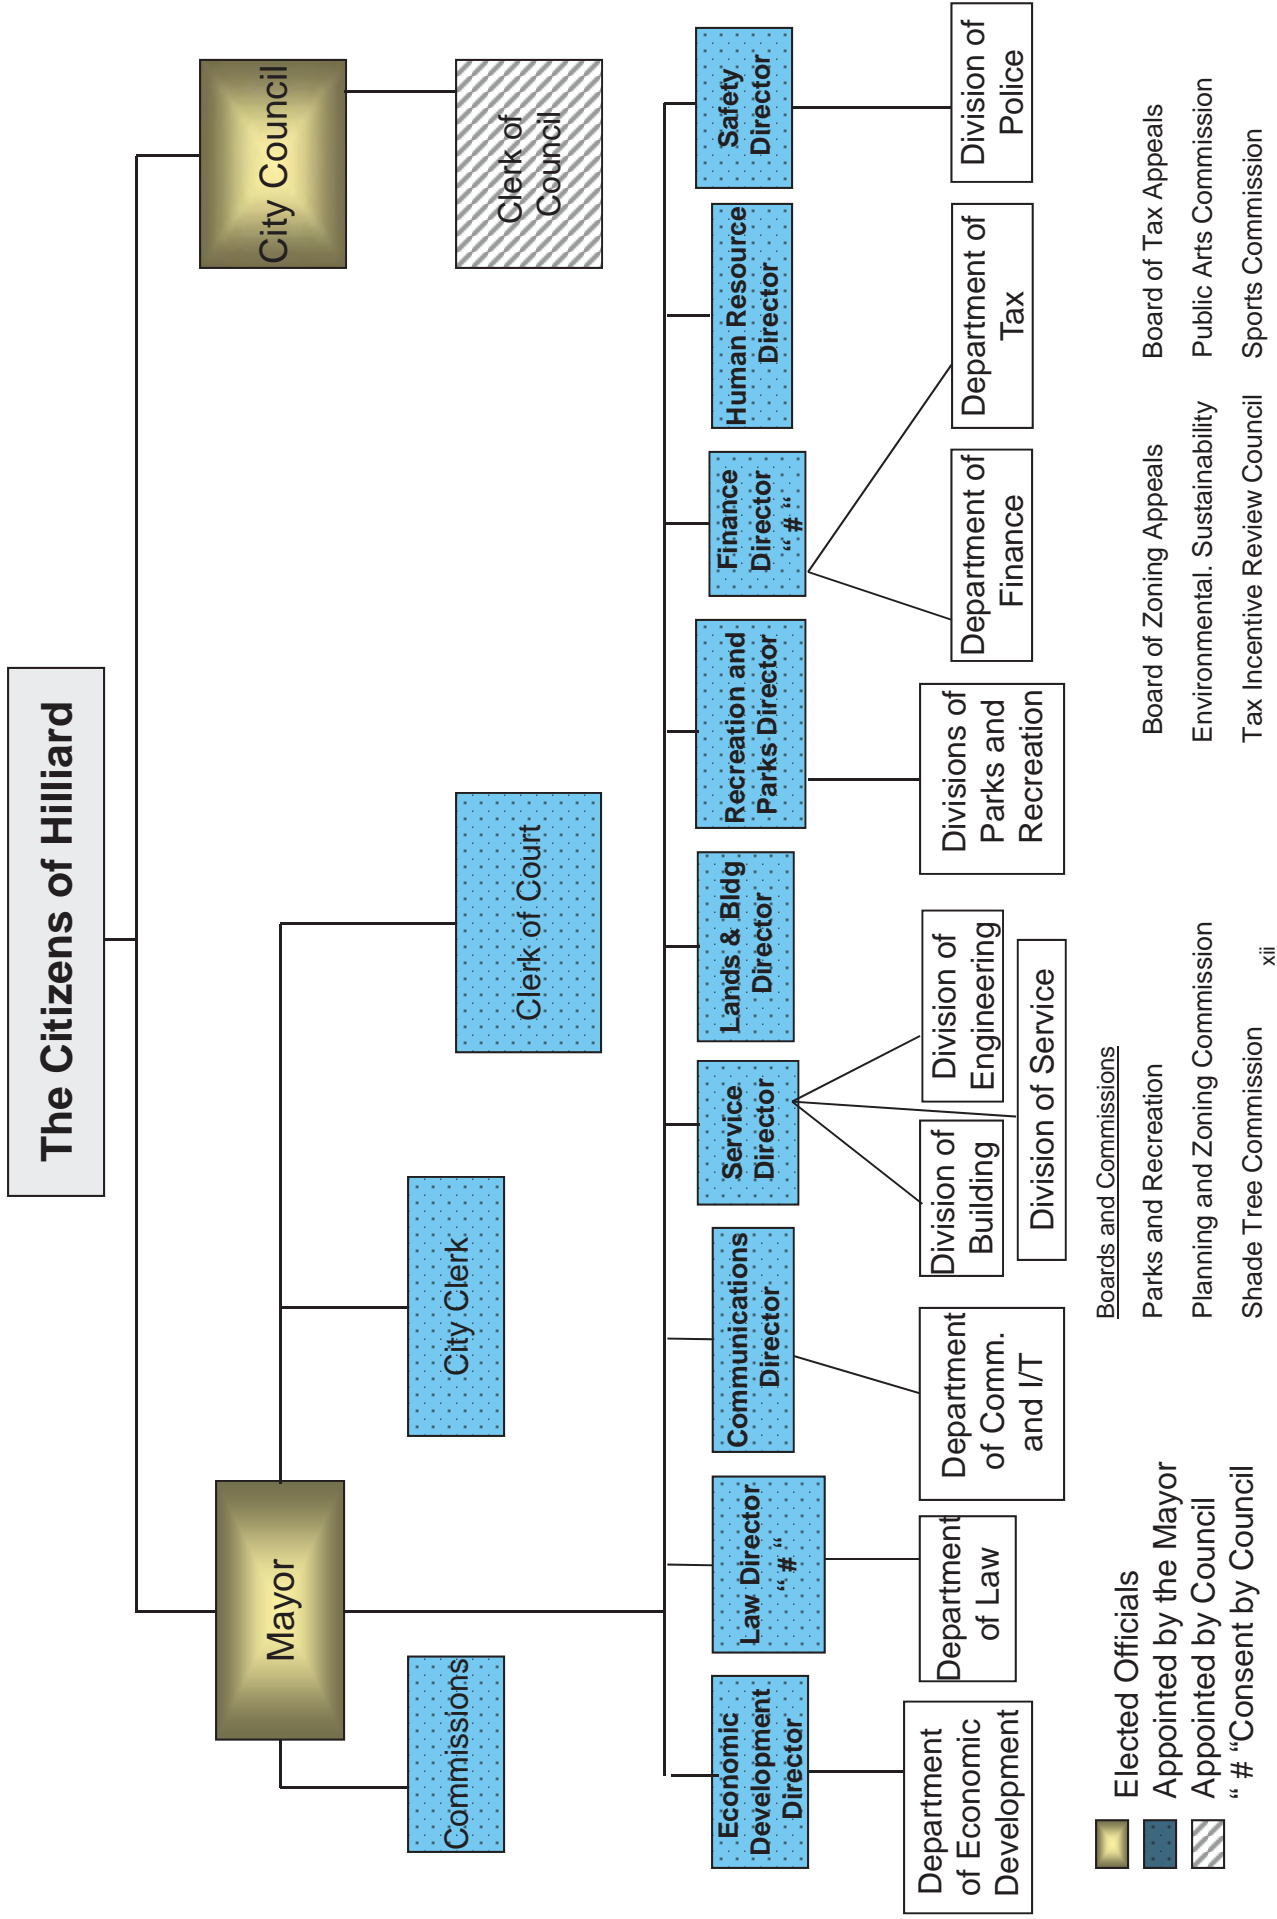 The Citizens of Hilliard
Mayor
City Council
Commissions
City Clerk
Clerk of Court
Clerk of
Council
Economic
Development
Director
Law Director
“ # “
Communications
Director
Service
Director
Lands & Bldg
Director
Recreation and
Parks Director
Finance
Director
“ # “
Human Resource
Director
Safety
Director
Department
of Economic
Development
Department
of Law
Department
of Comm.
and I/T
Division of
Building
Division of
Engineering
Division of Service
Divisions of
Parks and
Recreation
Department of
Finance
Department of
Tax
Division of
Police
Elected Officials
Appointed by the Mayor
Appointed by Council
“ # “Consent by Council
Boards and Commissions
Parks and Recreation
Board of Zoning Appeals
Board of Tax Appeals
Planning and Zoning Commission
Environmental. Sustainability
Public Arts Commission
Shade Tree Commission
Tax Incentive Review Council
Sports Commission
xii